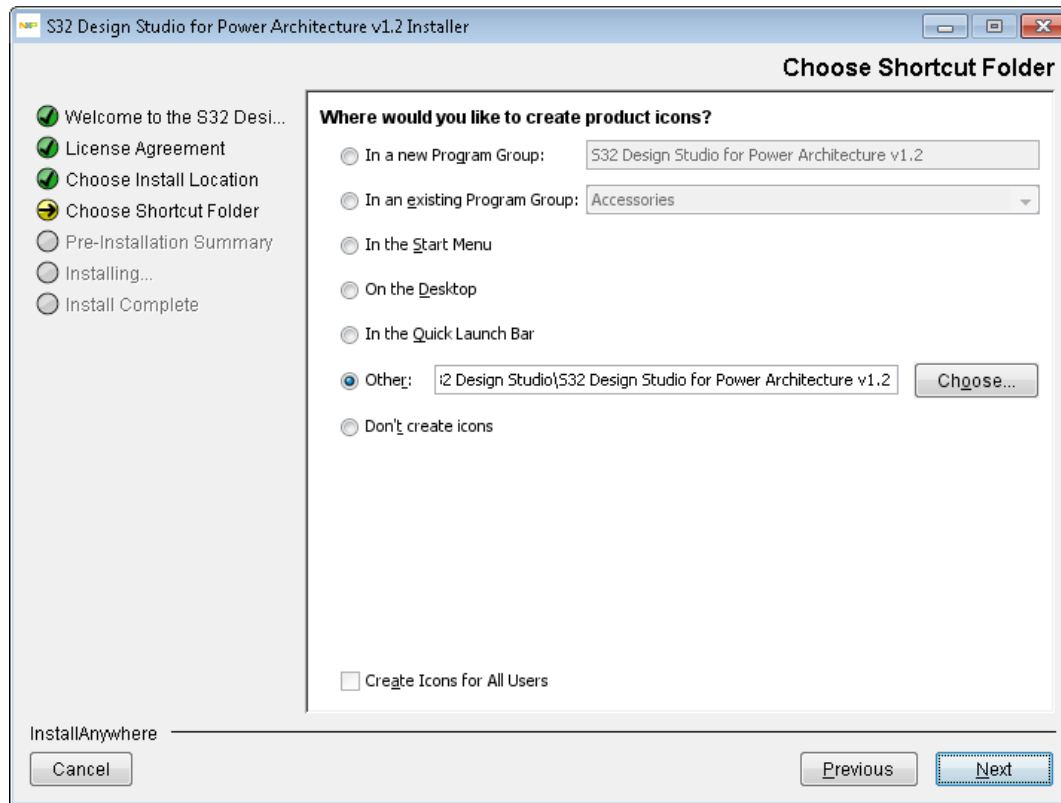 NXP S32 Design Studio for Power Architecture v1.2 Installer
Choose Shortcut Folder
Welcome to the S32 Desi...
License Agreement
Choose Install Location
Choose Shortcut Folder
Pre-Installation Summary
Installing...
Install Complete
Where would you like to create product icons?
In a new Program Group: S32 Design Studio for Power Architecture v1.2
In an existing Program Group: Accessories
In the Start Menu
On the Desktop
In the Quick Launch Bar
Other: i2 Design Studio\S32 Design Studio for Power Architecture v1.2 Choose...
Don't create icons
Create Icons for All Users
InstallAnywhere
Cancel Previous Next